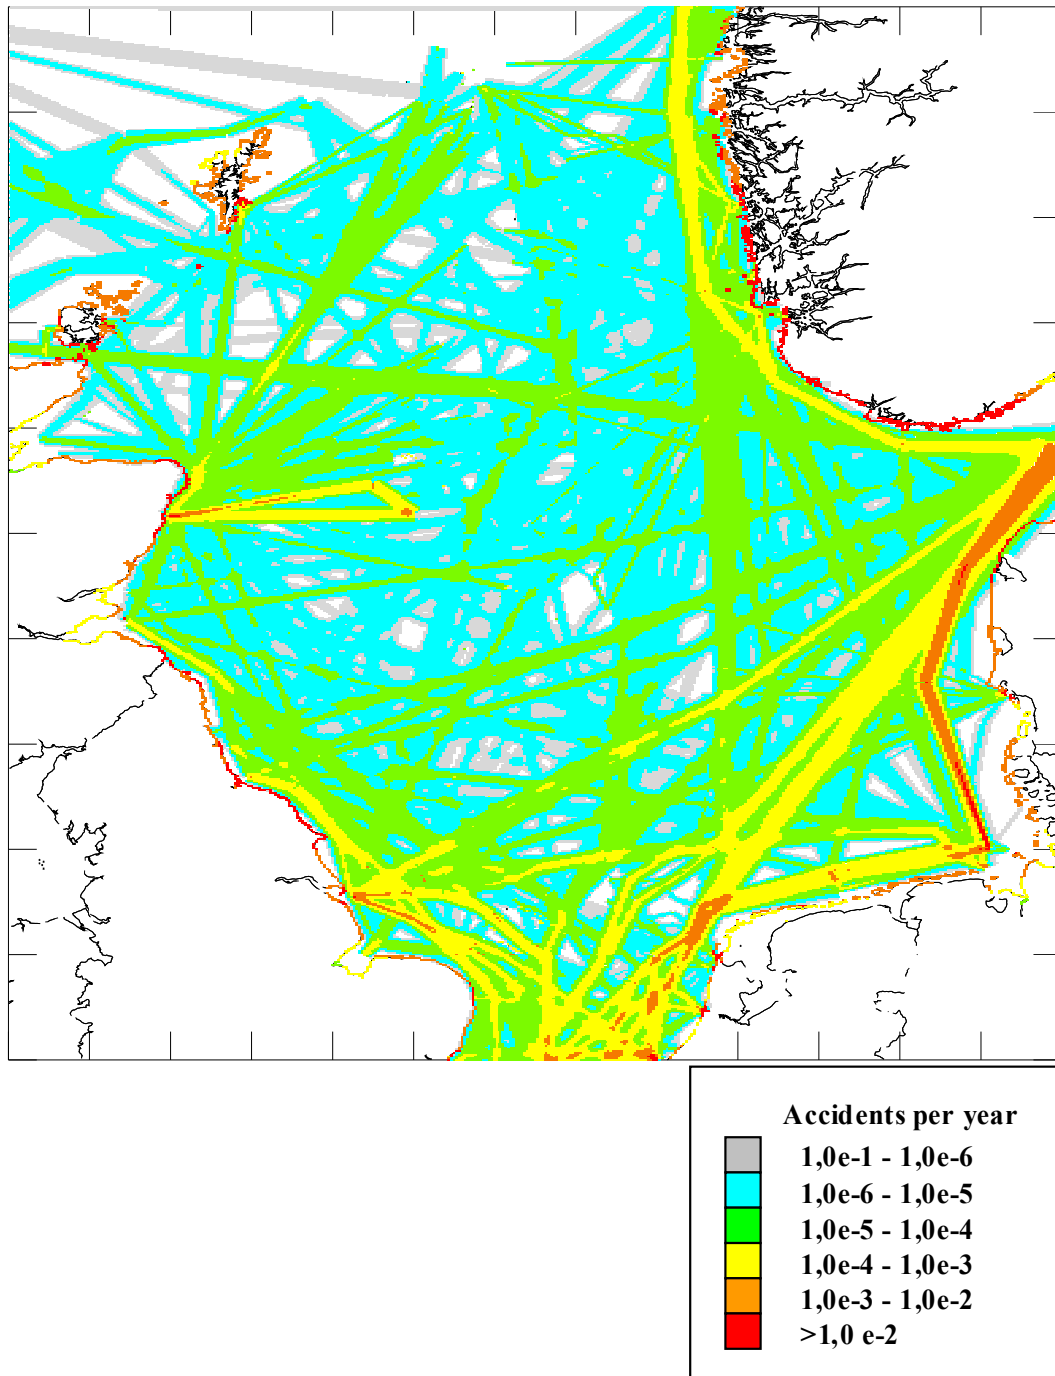 Accidents per year
1,0e-1 - 1,0e-6
1,0e-6 - 1,0e-5
1,0e-5 - 1,0e-4
1,0e-4 - 1,0e-3
1,0e-3 - 1,0e-2
>1,0 e-2